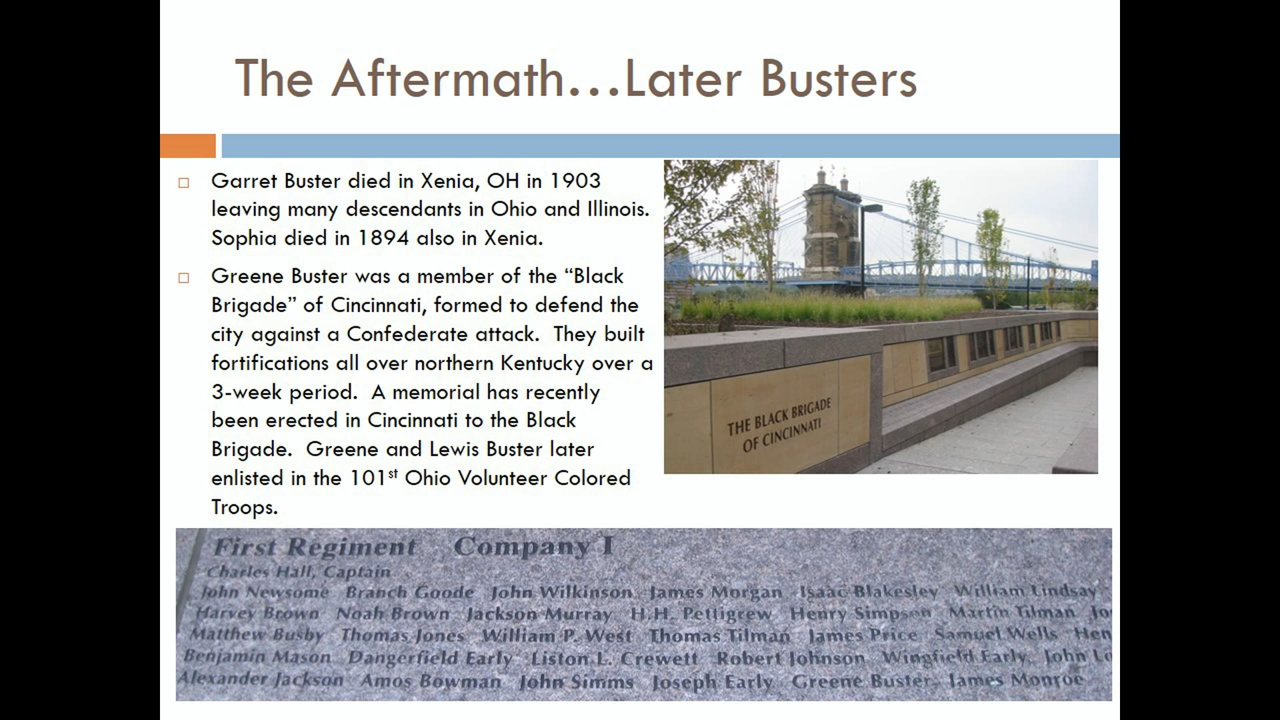 The Aftermath…Later Busters
Garret Buster died in Xenia, OH in 1903
leaving many descendants in Ohio and Illinois.
Sophia died in 1894 also in Xenia.
Greene Buster was a member of the “Black
Brigade” of Cincinnati, formed to defend the
city against a Confederate attack. They built
fortifications all over northern Kentucky over a
3-week period. A memorial has recently
been erected in Cincinnati to the Black
Brigade. Greene and Lewis Buster later
enlisted in the 101st Ohio Volunteer Colored
Troops.
THE BLACK BRIGADE
OF CINCINNATI
First Regiment Company I
Charles Hall, Captain
John Newsome Branch Goode John Wilkinson James Morgan Isaac Blakesley William Lindsay
Harvey Brown Noah Brown Jackson Murray H.H. Pettigrew Henry Simpson Martin Tilman Jo
Matthew Busby Thomas Jones William P. West Thomas Tilman James Price Samuel Wells Hen
Benjamin Mason Dangerfield Early Liston L. Crewett Robert Johnson Wingfield Early, John Lo
Alexander Jackson Amos Bowman John Simms Joseph Early Greene Buster, James Monroe